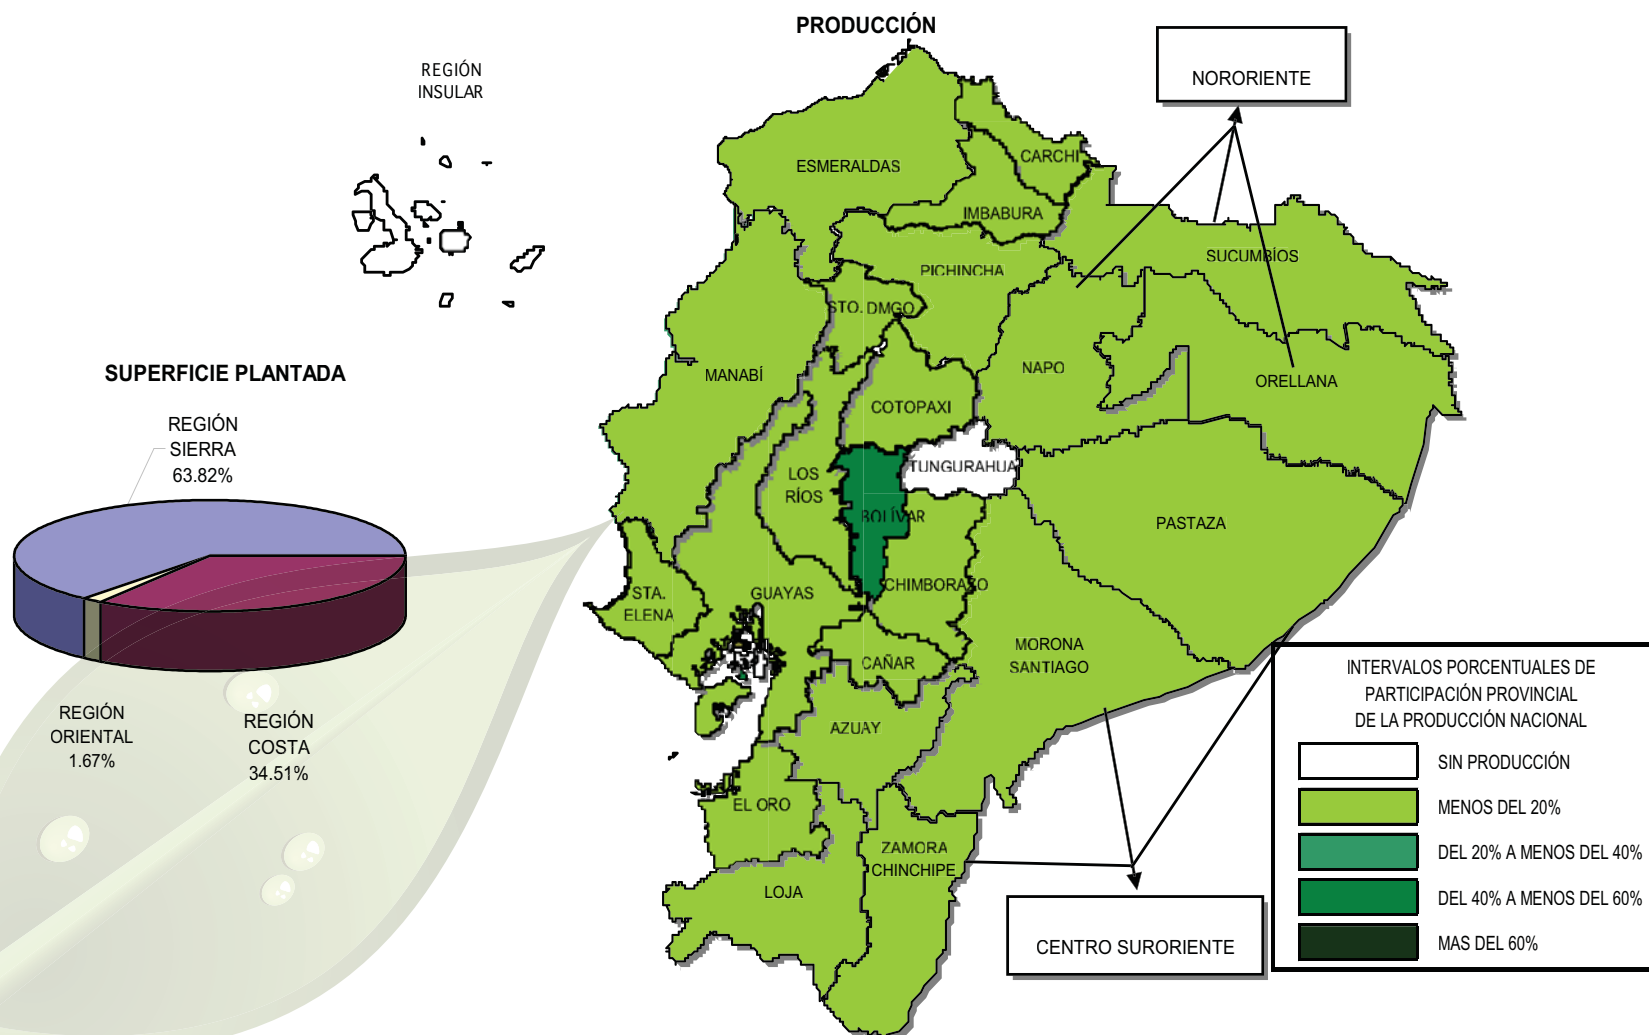 PRODUCCIÓN
REGIÓN
INSULAR
NORORIENTE
ESMERALDAS
CARCHI
IMBABURA
SUCUMBÍOS
PICHINCHA
STO. DMGO
MANABÍ
NAPO
ORELLANA
COTOPAXI
TUNGURAHUA
LOS
RÍOS
BOLÍVAR
PASTAZA
CHIMBORAZO
STA.
ELENA
GUAYAS
MORONA
SANTIAGO
CAÑAR
AZUAY
EL ORO
ZAMORA
CHINCHIPE
LOJA
CENTRO SURORIENTE
SUPERFICIE PLANTADA
REGIÓN
SIERRA
63.82%
REGIÓN
ORIENTAL
1.67%
REGIÓN
COSTA
34.51%
INTERVALOS PORCENTUALES DE
PARTICIPACIÓN PROVINCIAL
DE LA PRODUCCIÓN NACIONAL
SIN PRODUCCIÓN
MENOS DEL 20%
DEL 20% A MENOS DEL 40%
DEL 40% A MENOS DEL 60%
MAS DEL 60%